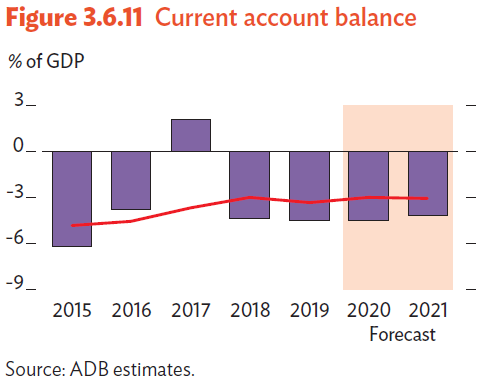 Figure 3.6.11 Current account balance
% of GDP
3
0
-3
-6
-9
2015 2016 2017 2018 2019 2020 2021
Forecast
Source: ADB estimates.